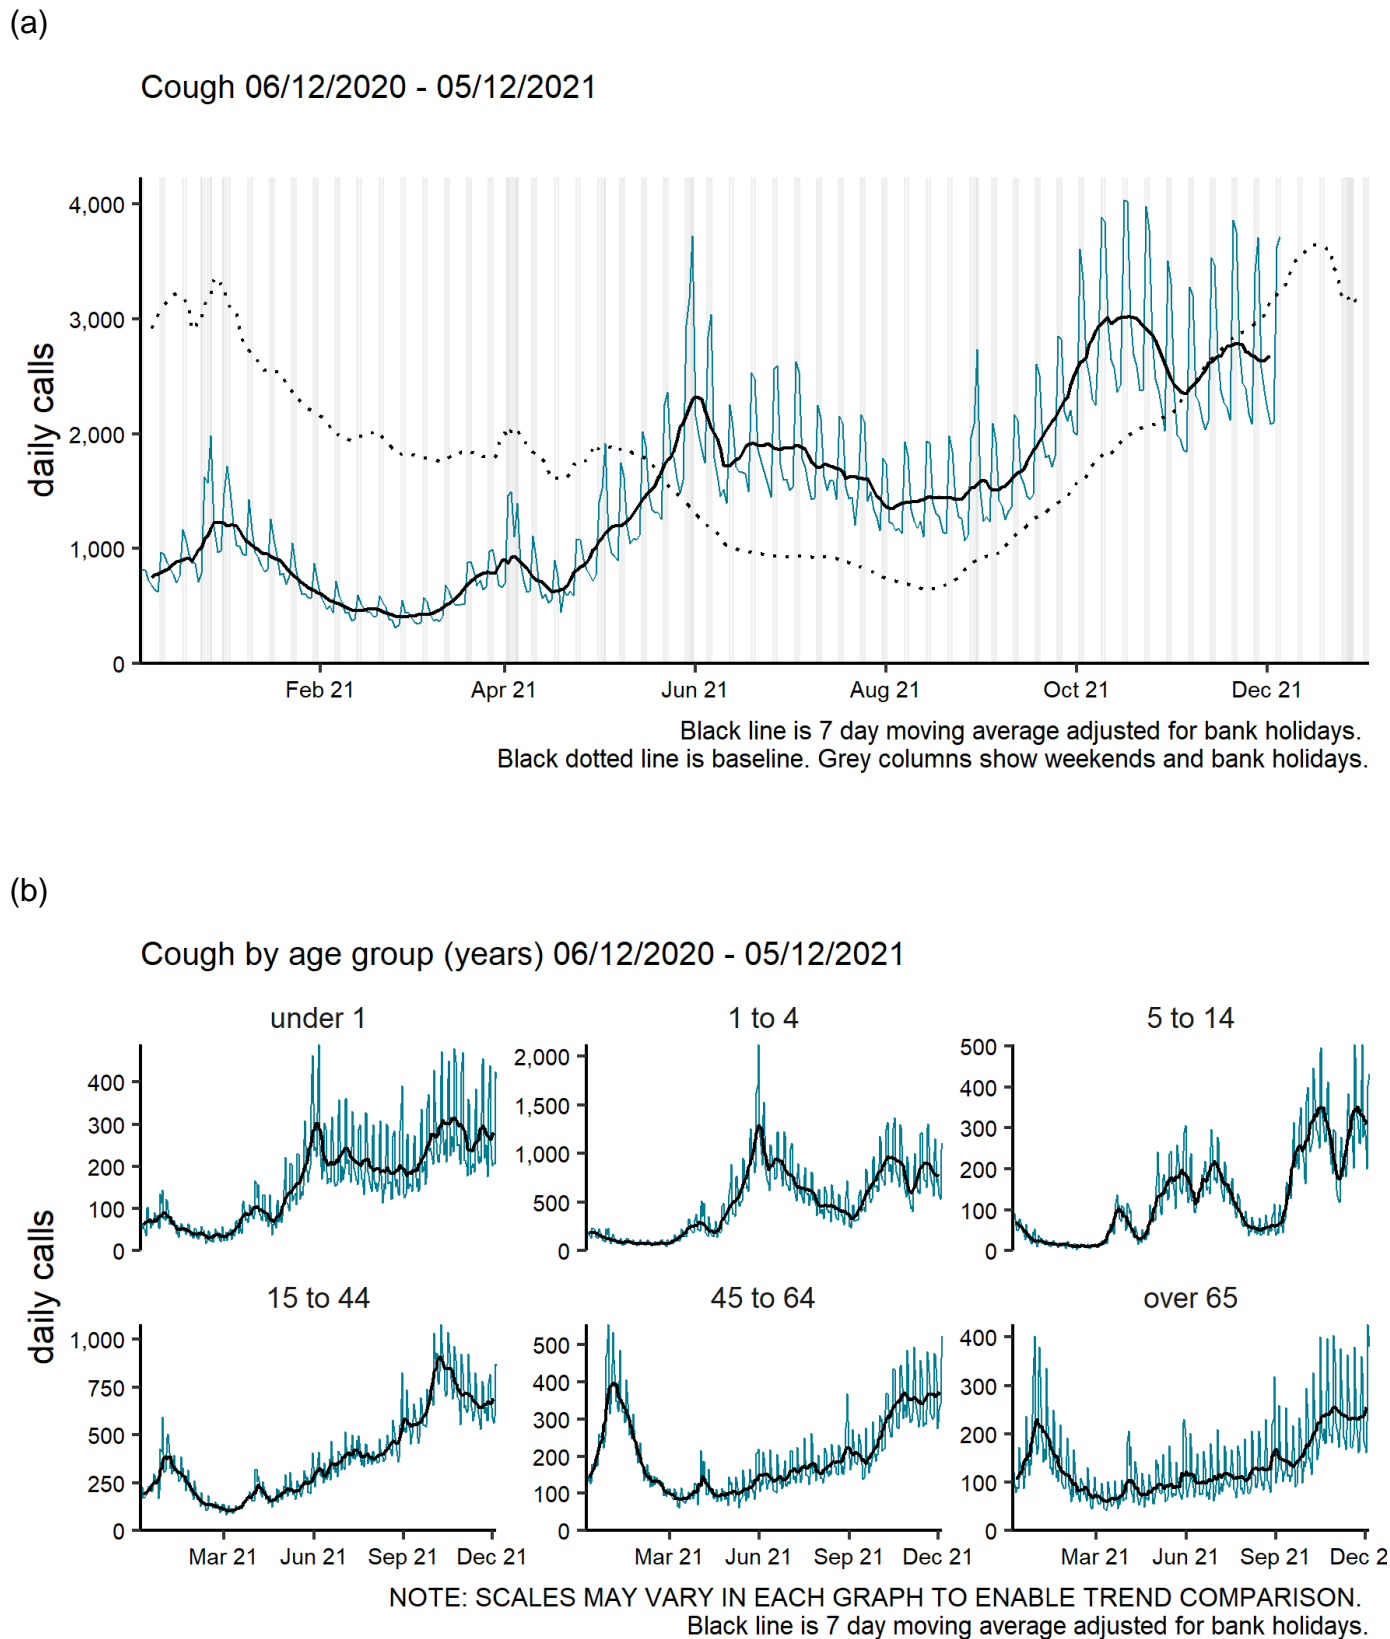 (a)
Cough 06/12/2020 - 05/12/2021
4,000
3,000
2,000
1,000
0
daily calls
Feb 21 Apr 21 Jun 21 Aug 21 Oct 21 Dec 21
Black line is 7 day moving average adjusted for bank holidays.
Black dotted line is baseline. Grey columns show weekends and bank holidays.
(b)
Cough by age group (years) 06/12/2020 - 05/12/2021
daily calls
under 1
400
300
200
100
0
1 to 4
2,000
1,500
1,000
500
0
5 to 14
500
400
300
200
100
0
15 to 44
1,000
750
500
250
0
Mar 21 Jun 21 Sep 21 Dec 21
45 to 64
500
400
300
200
100
0
Mar 21 Jun 21 Sep 21 Dec 21
over 65
400
300
200
100
0
Mar 21 Jun 21 Sep 21 Dec 2
NOTE: SCALES MAY VARY IN EACH GRAPH TO ENABLE TREND COMPARISON.
Black line is 7 day moving average adjusted for bank holidays.